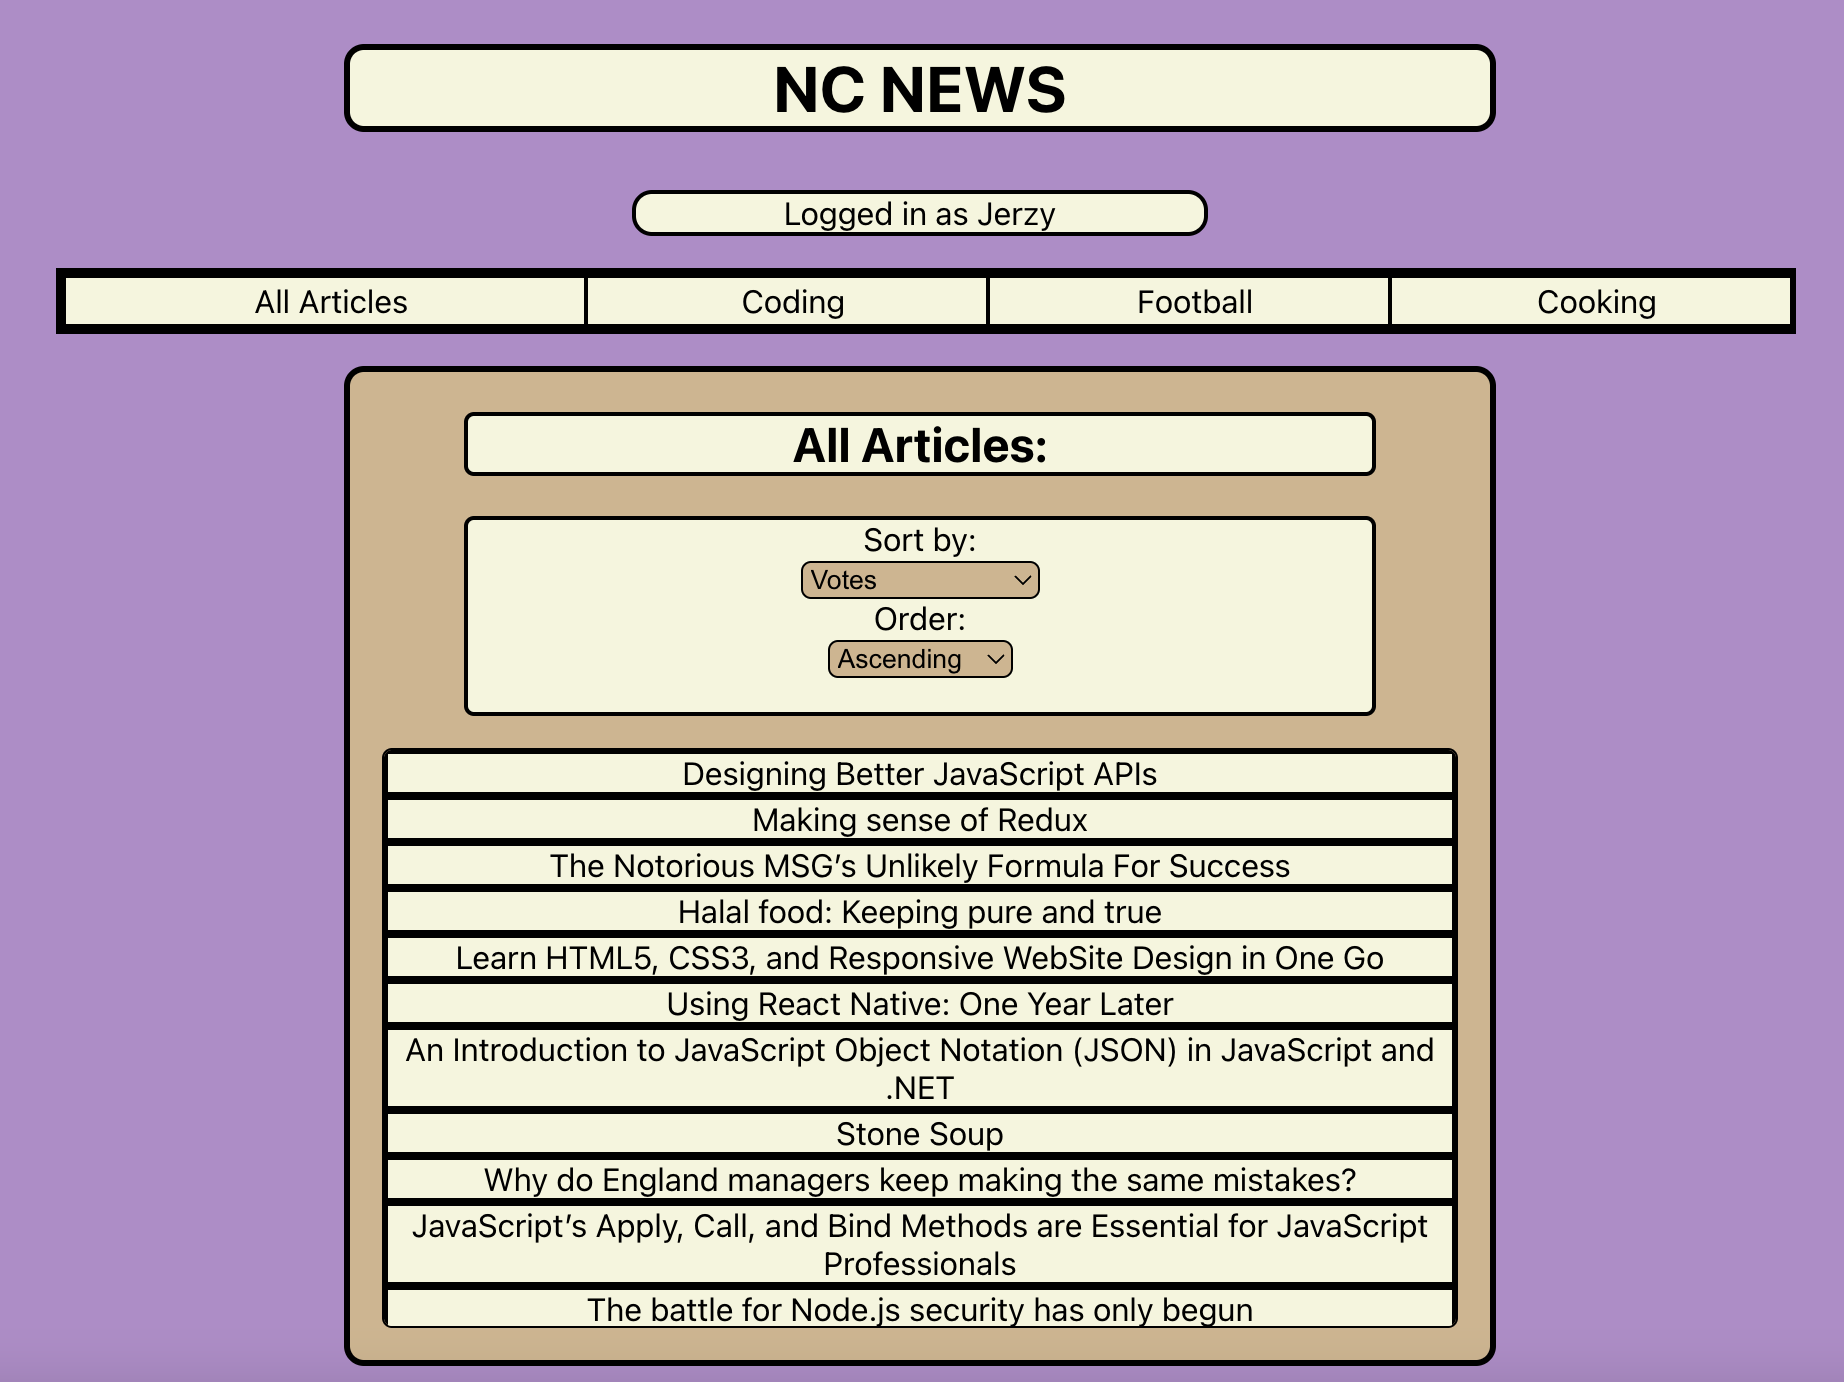 NC NEWS
Logged in as Jerzy
All Articles
Coding
Football
Cooking
All Articles:
Sort by:
Votes
Order:
Ascending
Designing Better JavaScript APIs
Making sense of Redux
The Notorious MSG’s Unlikely Formula For Success
Halal food: Keeping pure and true
Learn HTML5, CSS3, and Responsive WebSite Design in One Go
Using React Native: One Year Later
An Introduction to JavaScript Object Notation (JSON) in JavaScript and
.NET
Stone Soup
Why do England managers keep making the same mistakes?
JavaScript’s Apply, Call, and Bind Methods are Essential for JavaScript
Professionals
The battle for Node.js security has only begun